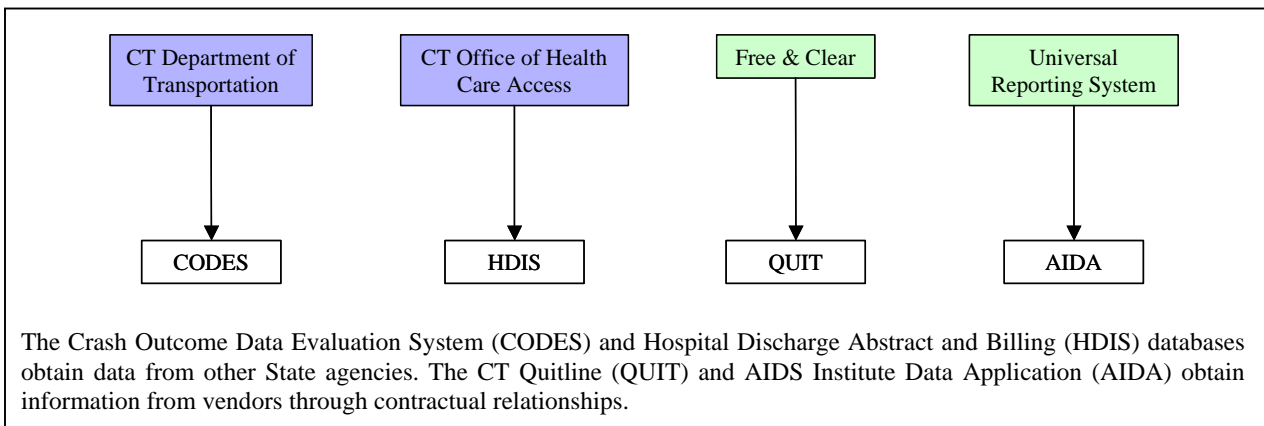 CT Department of
Transportation
CT Office of Health
Care Access
Free & Clear
Universal
Reporting System
CODES
HDIS
QUIT
AIDA
The Crash Outcome Data Evaluation System (CODES) and Hospital Discharge Abstract and Billing (HDIS) databases
obtain data from other State agencies. The CT Quitline (QUIT) and AIDS Institute Data Application (AIDA) obtain
information from vendors through contractual relationships.